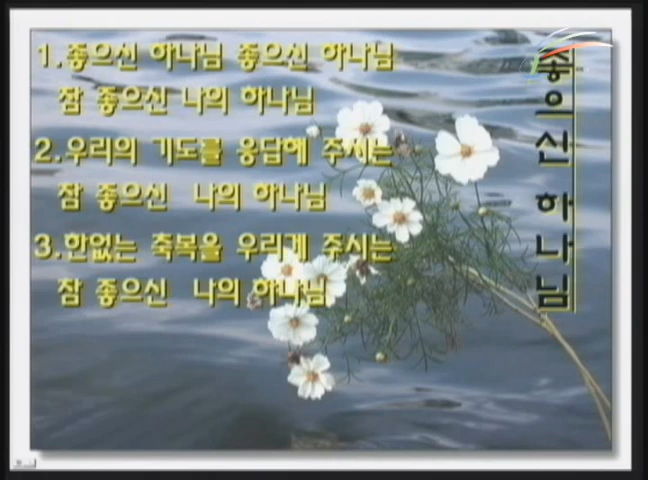 1.좋으신 하나님 좋으신 하나님
참 좋으신 나의 하나님
2.우리의 기도를 응답해 주시는
참 좋으신 나의 하나님
3.한없는 축복을 우리게 주시는
참 좋으신 나의 하나님
좋으신 하나님